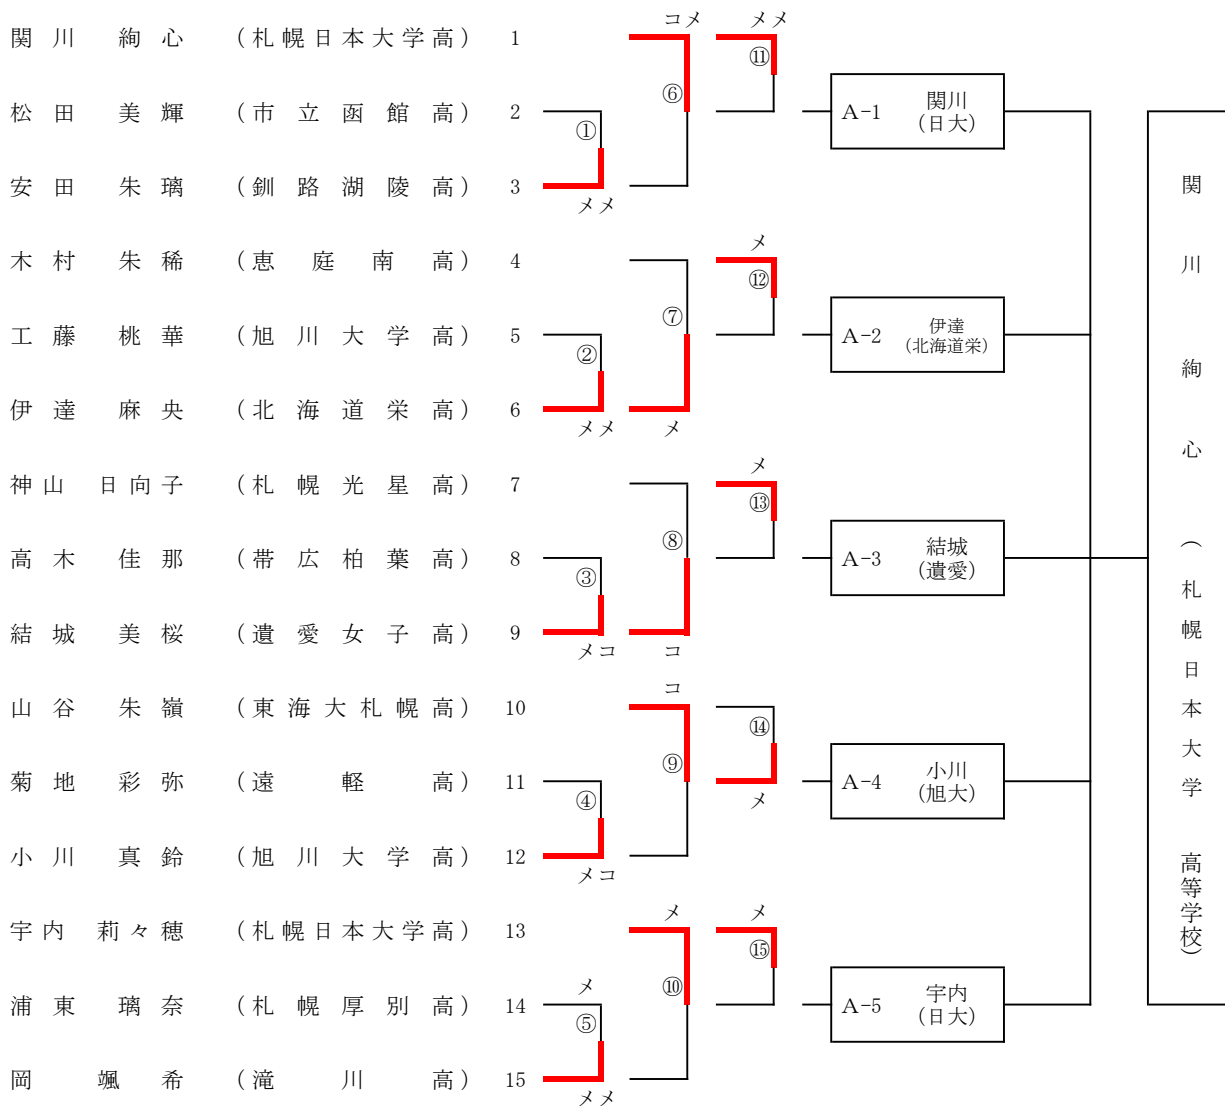 コメ メメ
関川 絢心 (札幌日本大学高) 1
⑪
⑥
松田 美輝 (市立函館高) 2
A-1 関川
(日大)
①
安田 朱璃 (釧路湖陵高) 3
メメ
メ
木村 朱稀 (恵庭南高) 4
⑫
⑦
工藤 桃華 (旭川大学高) 5
A-2 伊達
(北海道栄)
②
伊達 麻央 (北海道栄高) 6
メメ メ
メ
神山 日向子 (札幌光星高) 7
⑬
⑧
高木 佳那 (帯広柏葉高) 8
A-3 結城
(遺愛)
③
結城 美桜 (遺愛女子高) 9
メコ コ
コ
山谷 朱嶺 (東海大札幌高) 10
⑭
⑨
菊地 彩弥 (遠軽高) 11
A-4 小川
(旭大)
④ メ
小川 真鈴 (旭川大学高) 12
メコ
メ メ
宇内 莉々穂 (札幌日本大学高) 13
⑮
メ ⑩
浦東 璃奈 (札幌厚別高) 14
A-5 宇内
(日大)
⑤
岡 颯希 (滝川高) 15
メメ
関川 絢心 (札幌日本大学 高等学校)